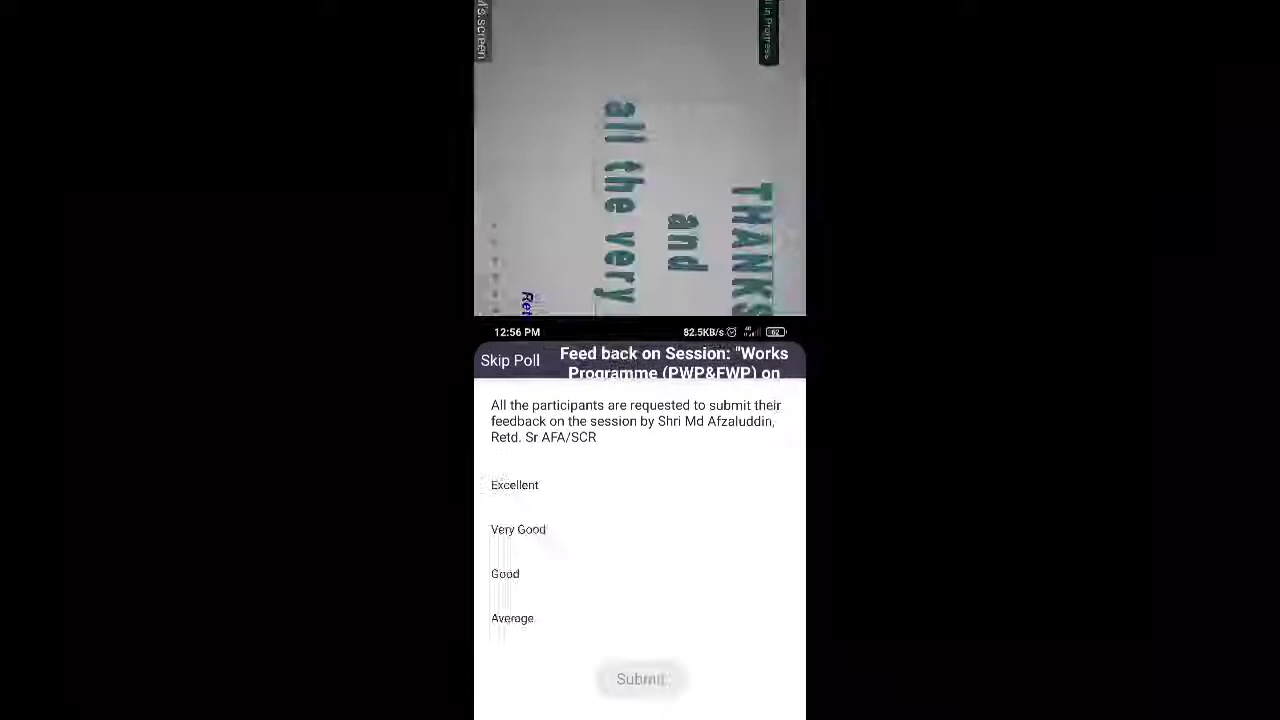 THANKS
and
all the very
12:56 PM
82.5KB/s
4G
62
Skip Poll
Feed back on Session: "Works
Programme (PWP&FWP) on
All the participants are requested to submit their
feedback on the session by Shri Md Afzaluddin,
Retd. Sr AFA/SCR
Excellent
Very Good
Good
Average
Submit